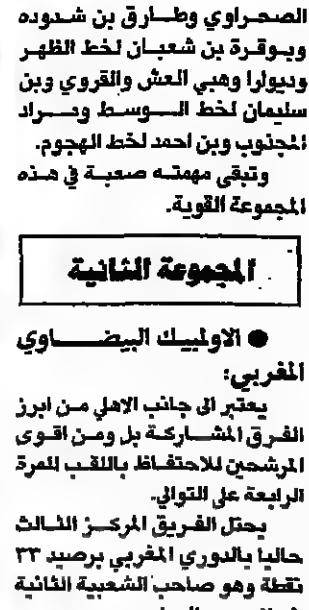 الصحراوي وطارق بن شدوده
وبوقرة بن شعبان لخط الظهر
وديولرا وهبي العش والقروي وبن
سليمان لخط الوسط ومراد
المجنوب وبن احمد لخط الهجوم.
وتبقى مهمته صعبة في هذه
المجموعة القوية.
المجموعة الثانية
● الاولمبيك البيضاوي
المغربي:
يعتبر الى جانب الاهلي من ابرز
الفرق المشاركة بل ومن اقوى
المرشحين للاحتفاظ باللقب للمرة
الرابعة على التوالي.
يحتل الفريق المركز الثالث
حاليا بالدوري المغربي برصيد ٣٣
نقطة وهو صاحب الشعبية الثانية